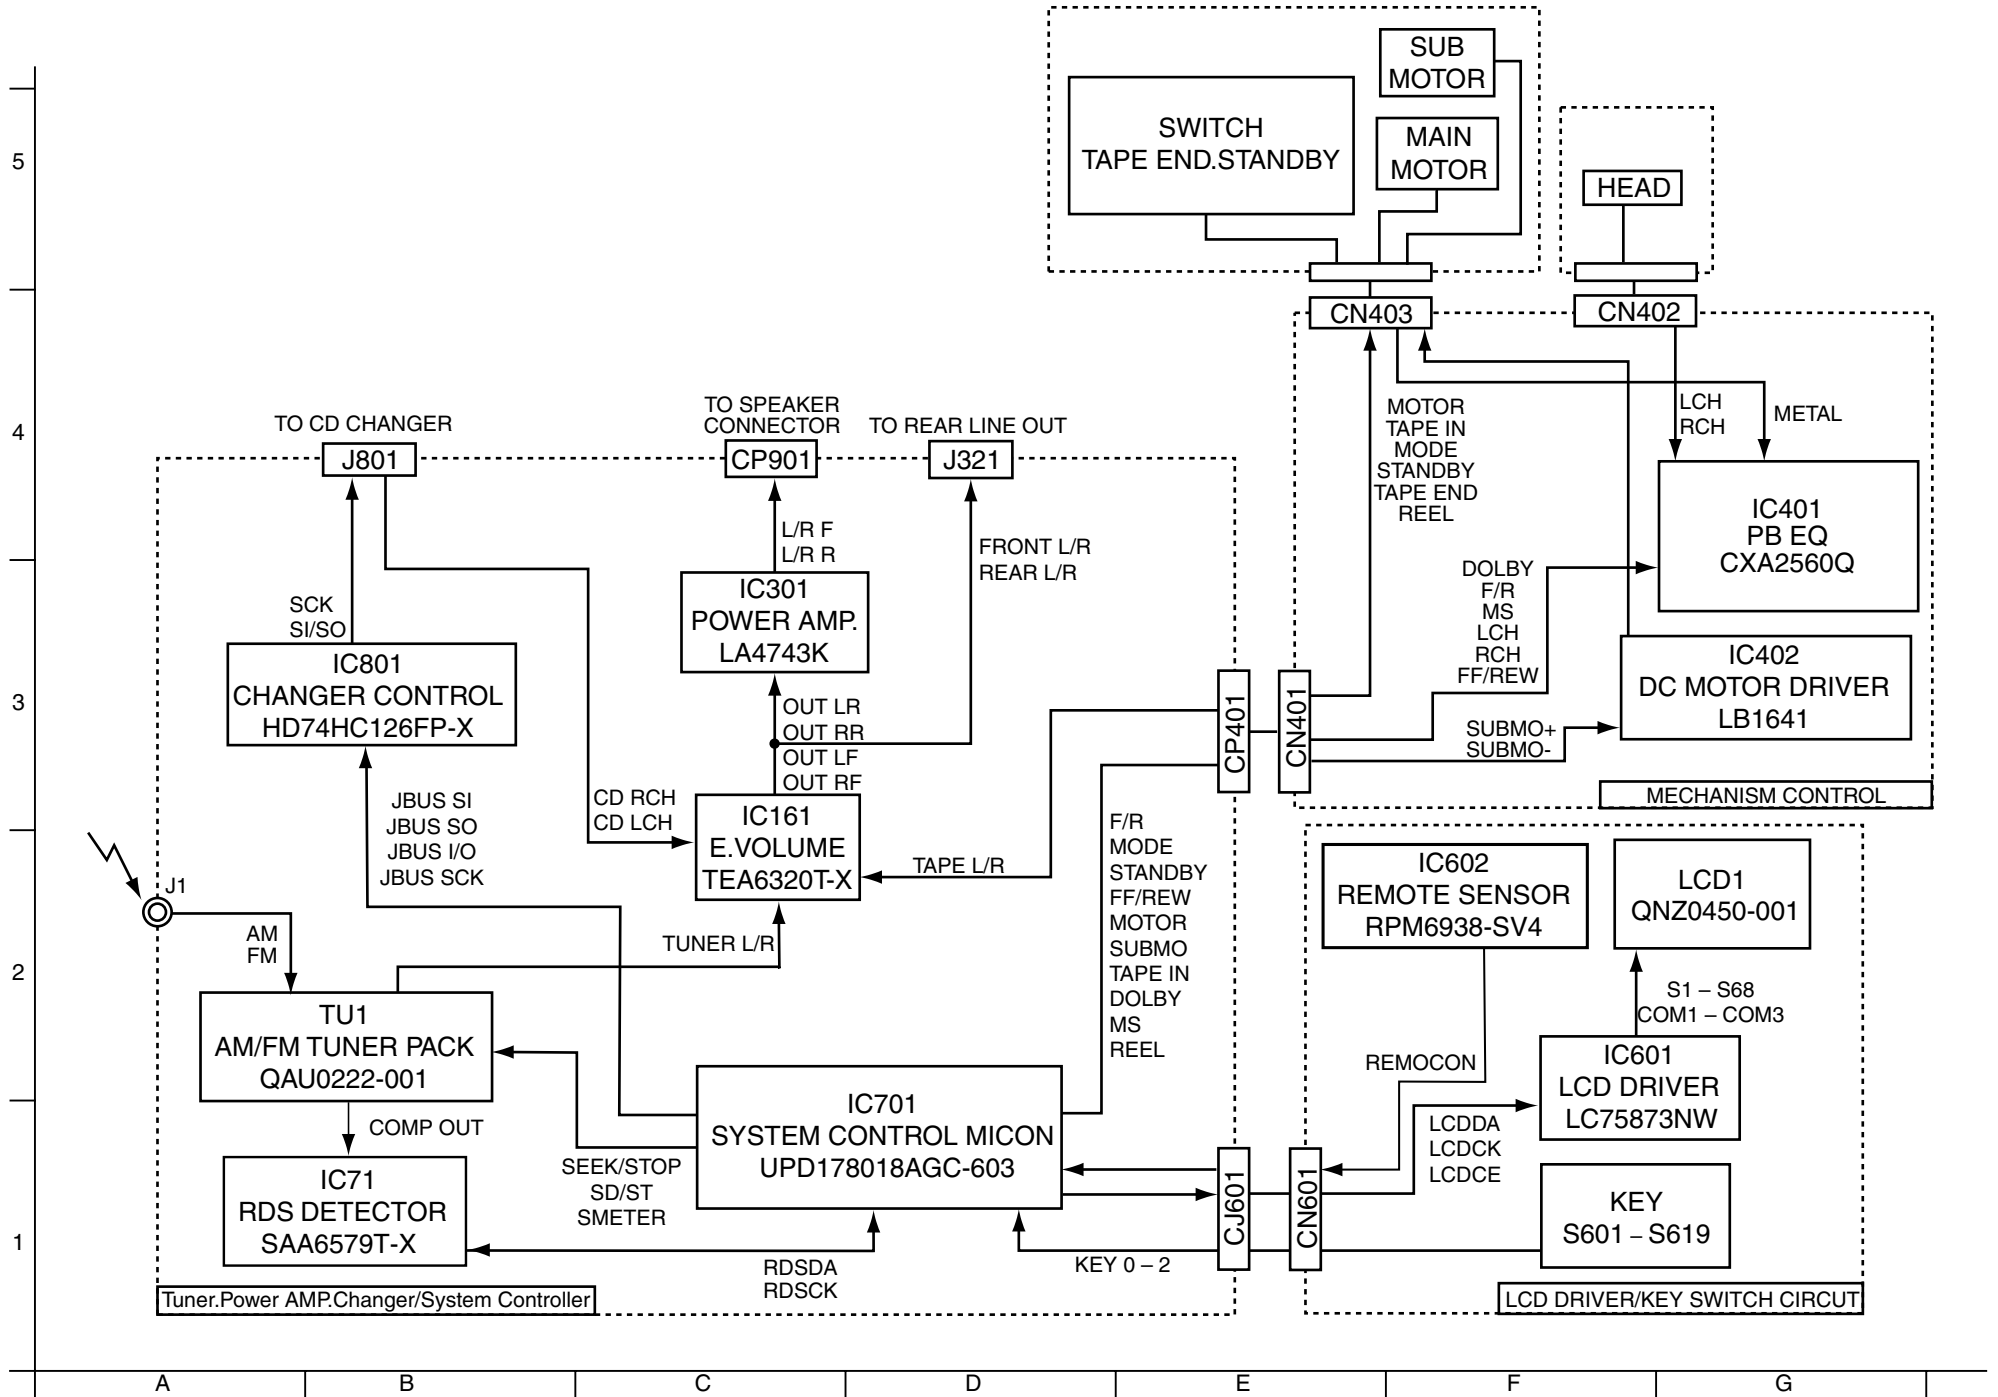 SUB
MOTOR
SWITCH
TAPE END.STANDBY
MAIN
MOTOR
HEAD
5
CN403
CN402
4
TO CD CHANGER
J801
TO SPEAKER
CONNECTOR
CP901
TO REAR LINE OUT
J321
MOTOR
TAPE IN
MODE
STANDBY
TAPE END
REEL
LCH
RCH
METAL
IC401
PB EQ
CXA2560Q
L/R F
L/R R
FRONT L/R
REAR L/R
SCK
SI/SO
IC301
POWER AMP.
LA4743K
DOLBY
F/R
MS
LCH
RCH
FF/REW
3
IC801
CHANGER CONTROL
HD74HC126FP-X
OUT LR
OUT RR
OUT LF
OUT RF
CP401
CN401
SUBMO+
SUBMO-
IC402
DC MOTOR DRIVER
LB1641
MECHANISM CONTROL
JBUS SI
JBUS SO
JBUS I/O
JBUS SCK
CD RCH
CD LCH
IC161
E.VOLUME
TEA6320T-X
TAPE L/R
F/R
MODE
STANDBY
FF/REW
MOTOR
SUBMO
TAPE IN
DOLBY
MS
REEL
IC602
REMOTE SENSOR
RPM6938-SV4
LCD1
QNZ0450-001
2
J1
AM
FM
TUNER L/R
TU1
AM/FM TUNER PACK
QAU0222-001
S1 – S68
COM1 – COM3
REMOCON
IC601
LCD DRIVER
LC75873NW
COMP OUT
IC701
SYSTEM CONTROL MICON
UPD178018AGC-603
LCDDA
LCDCK
LCDCE
1
IC71
RDS DETECTOR
SAA6579T-X
SEEK/STOP
SD/ST
SMETER
CJ601
CN601
KEY
S601 – S619
RDSDA
RDSCK
KEY 0 – 2
Tuner.Power AMP.Changer/System Controller
LCD DRIVER/KEY SWITCH CIRCUT
A
B
C
D
E
F
G